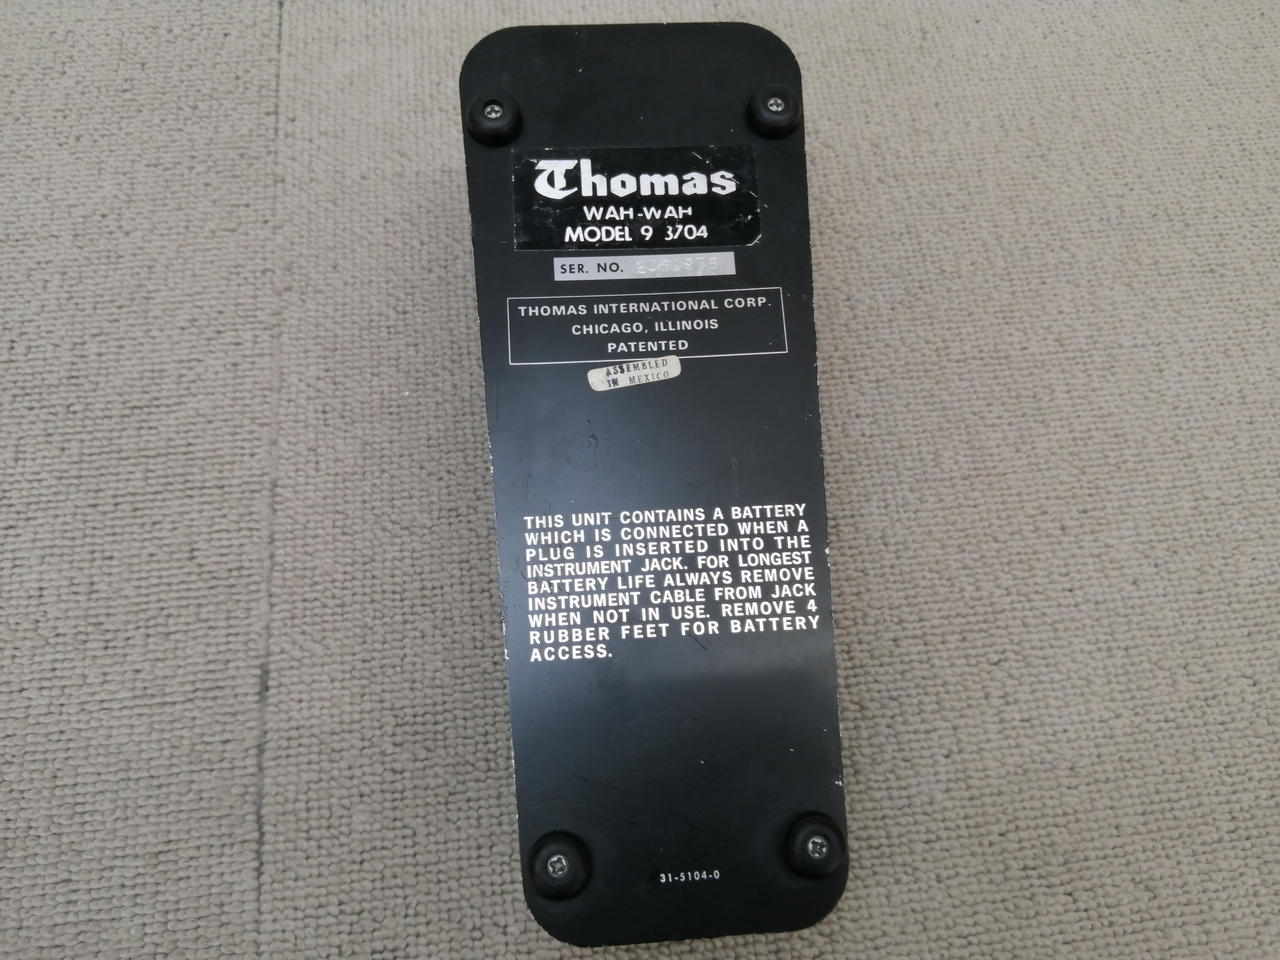 Thomas
WAH-WAH
MODEL 9 3704
SER. NO.
THOMAS INTERNATIONAL CORP.
CHICAGO, ILLINOIS
PATENTED
ASSEMBLED
IN MEXICO
THIS UNIT CONTAINS A BATTERY
WHICH IS CONNECTED WHEN A
PLUG IS INSERTED INTO THE
INSTRUMENT JACK. FOR LONGEST
BATTERY LIFE ALWAYS REMOVE
INSTRUMENT CABLE FROM JACK
WHEN NOT IN USE. REMOVE 4
RUBBER FEET FOR BATTERY
ACCESS.
31-5104-0